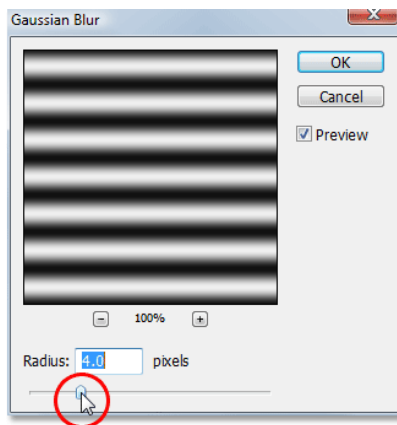 Gaussian Blur
OK
Cancel
Preview
100%
Radius: 4.0 pixels